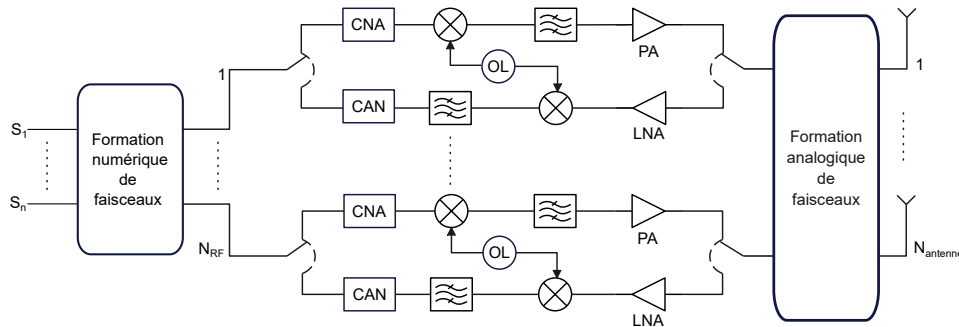 CNA
PA
OL
CAN
LNA
1
1
S1
Sn
Formation
numérique
de
faisceaux
Formation
analogique
de
faisceaux
CNA
PA
NRF
OL
Nantenne
CAN
LNA